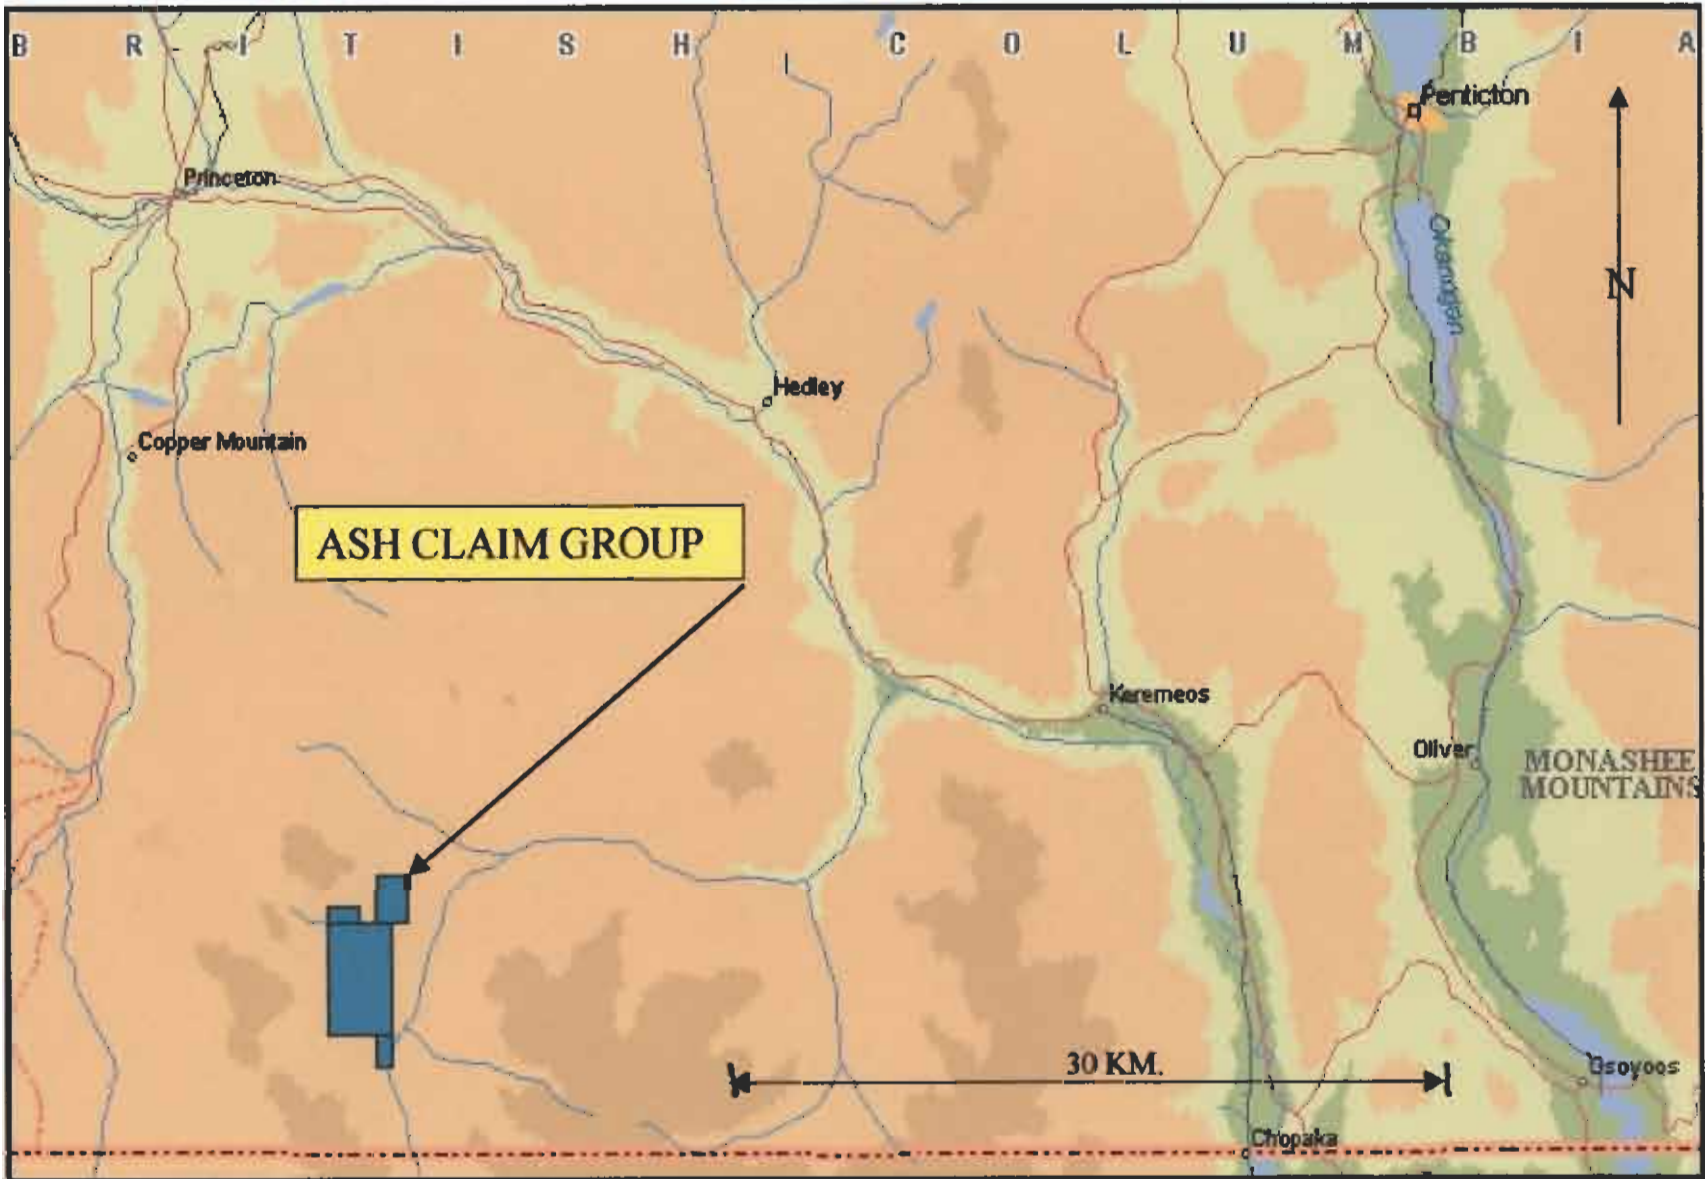 B R I T I S H C O L U M B I A
Penticton
Princeton
Okanagan
N
Hedley
Copper Mountain
ASH CLAIM GROUP
Keremeos
Oliver
MONASHEE
MOUNTAINS
30 KM.
Osoyoos
Chopaka